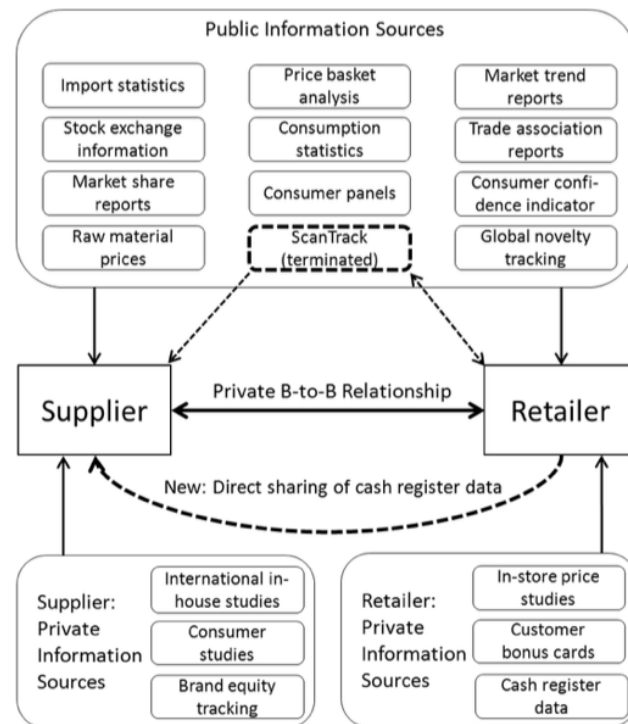 Public Information Sources
Import statistics
Price basket
analysis
Market trend
reports
Stock exchange
information
Consumption
statistics
Trade association
reports
Market share
reports
Consumer panels
Consumer confi-
dence indicator
Raw material
prices
ScanTrack
(terminated)
Global novelty
tracking
Supplier
Private B-to-B Relationship
Retailer
New: Direct sharing of cash register data
Supplier:
Private
Information
Sources
International in-
house studies
Consumer
studies
Brand equity
tracking
Retailer:
Private
Information
Sources
In-store price
studies
Customer
bonus cards
Cash register
data